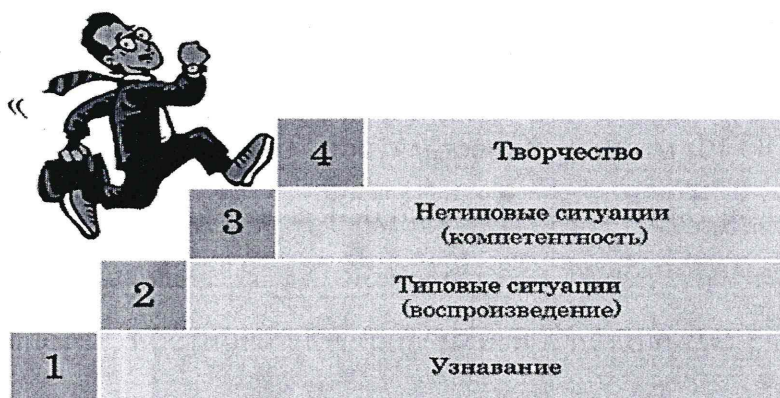 «
4 Творчество
3 Нетиповые ситуации
(компетентность)
2 Типовые ситуации
(воспроизведение)
1 Узнавание